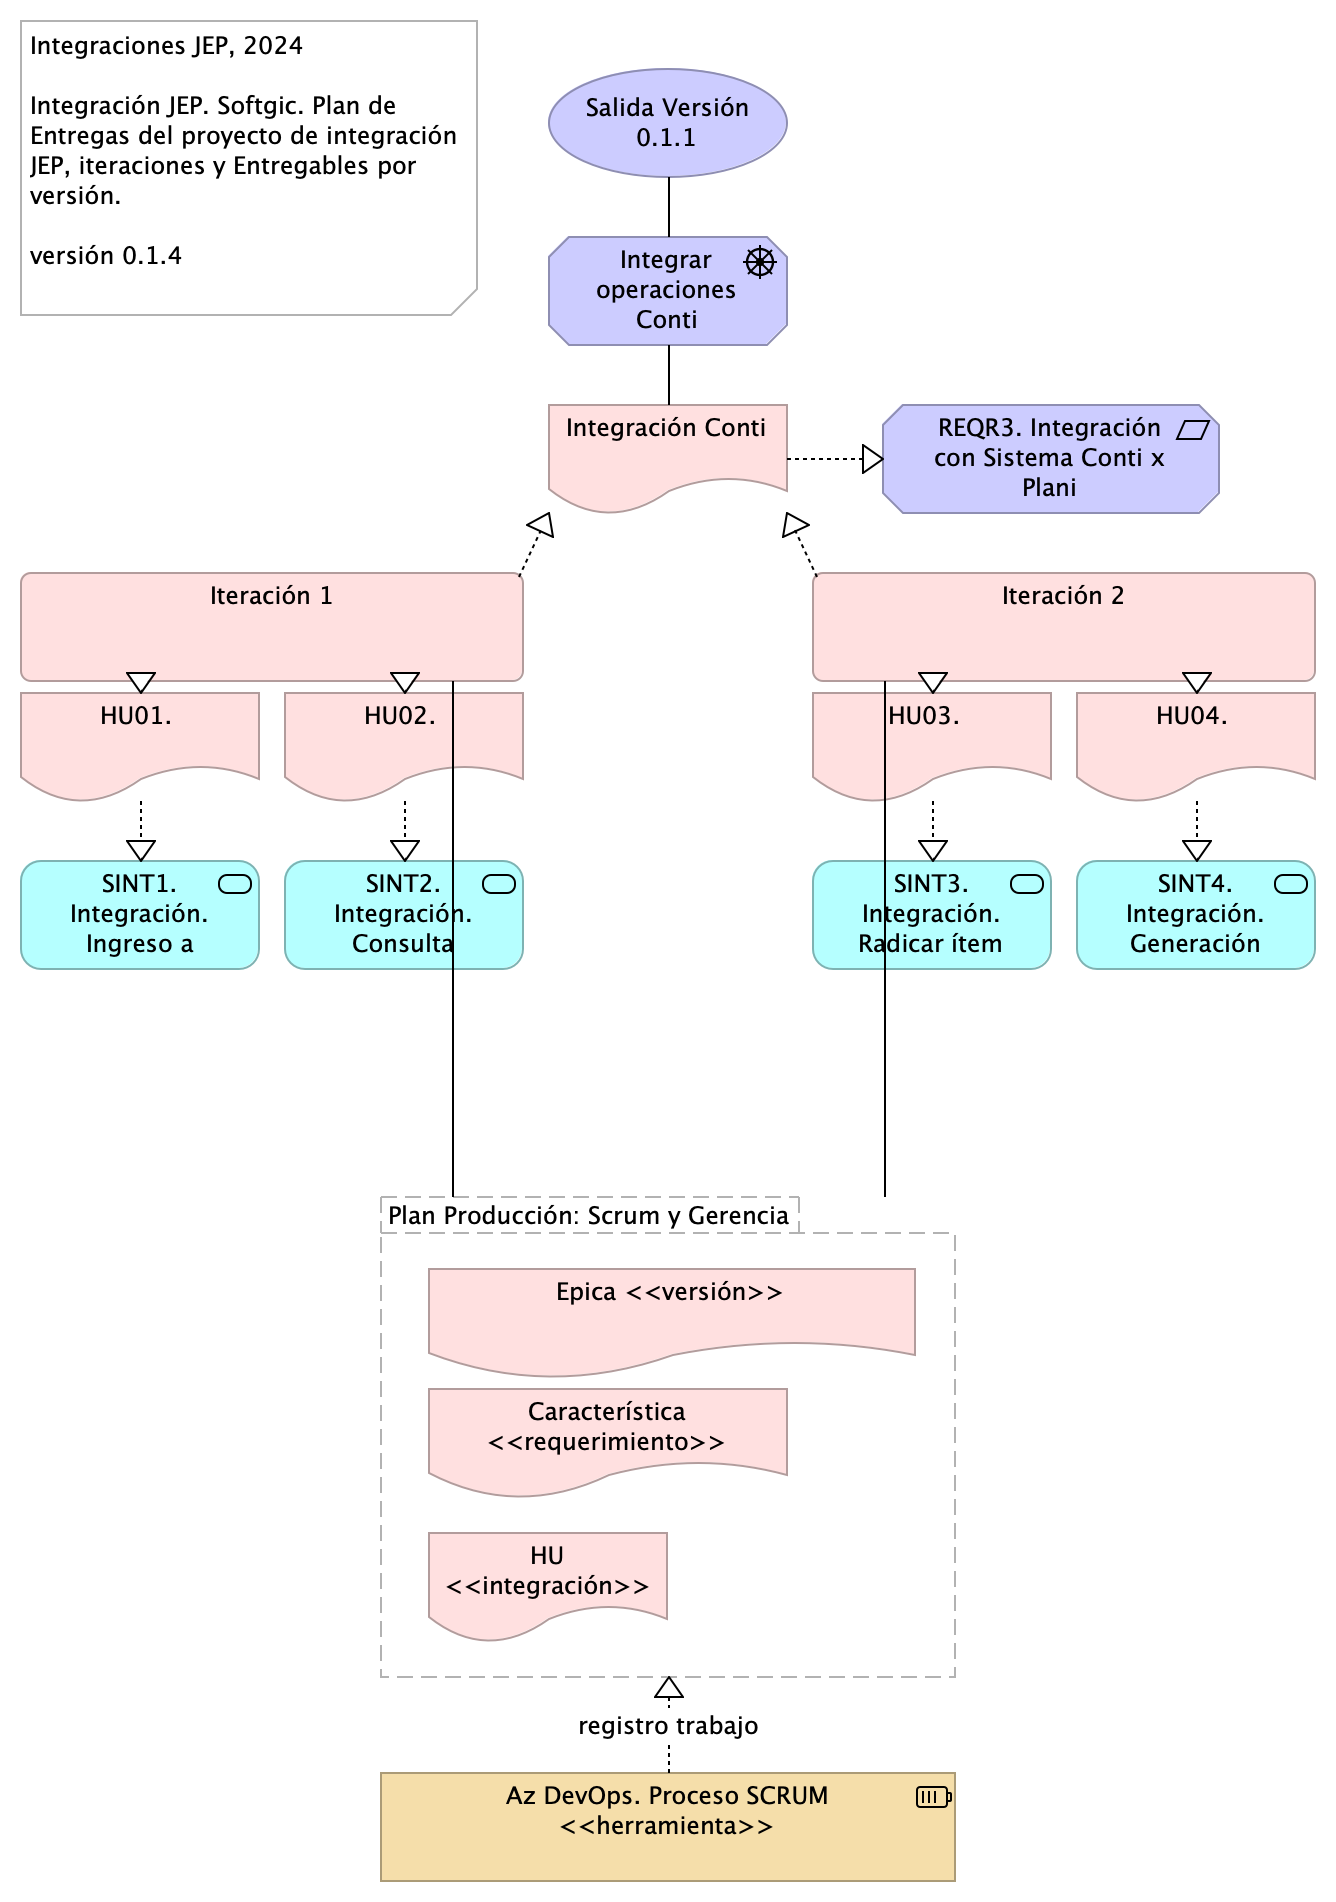 Integraciones JEP, 2024
Integración JEP. Softgic. Plan de
Entregas del proyecto de integración
JEP, iteraciones y Entregables por
versión.
versión 0.1.4
Salida Versión
0.1.1
Integrar
operaciones
Conti
Integración Conti
REQR3. Integración
con Sistema Conti x
Plani
Iteración 1
Iteración 2
HU01.
HU02.
HU03.
HU04.
SINT1.
Integración.
Ingreso a
SINT2.
Integración.
Consulta
SINT3.
Integración.
Radicar ítem
SINT4.
Integración.
Generación
Plan Producción: Scrum y Gerencia
Epica <<versión>>
Característica
<<requerimiento>>
HU
<<integración>>
registro trabajo
Az DevOps. Proceso SCRUM
<<herramienta>>